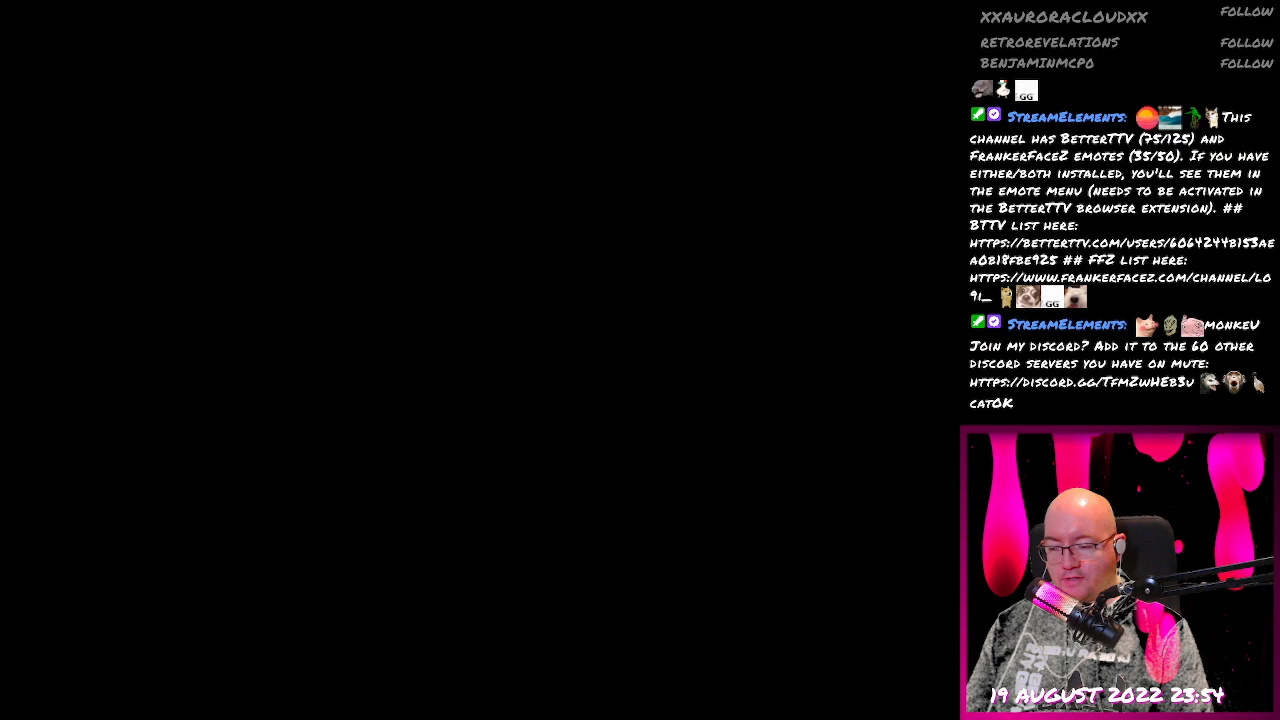 XXAURORACLOUDXX FOLLOW
RETROREVELATIONS FOLLOW
BENJAMINMCPO FOLLOW
GG
STREAMELEMENTS: THIS
CHANNEL HAS BETTERTTV (75/125) AND
FRANKERFACEZ EMOTES (35/50). IF YOU HAVE
EITHER/BOTH INSTALLED, YOU'LL SEE THEM IN
THE EMOTE MENU (NEEDS TO BE ACTIVATED IN
THE BETTERTTV BROWSER EXTENSION). ##
BTTV LIST HERE:
HTTPS://BETTERTTV.COM/USERS/6064244B153AE
A0B18FBE925 ## FFZ LIST HERE:
HTTPS://WWW.FRANKERFACEZ.COM/CHANNEL/LO
9I_ GG
STREAMELEMENTS: MONKEU
JOIN MY DISCORD? ADD IT TO THE 60 OTHER
DISCORD SERVERS YOU HAVE ON MUTE:
HTTPS://DISCORD.GG/TFMZWHEB3U
CATOK
19 AUGUST 2022 23:54